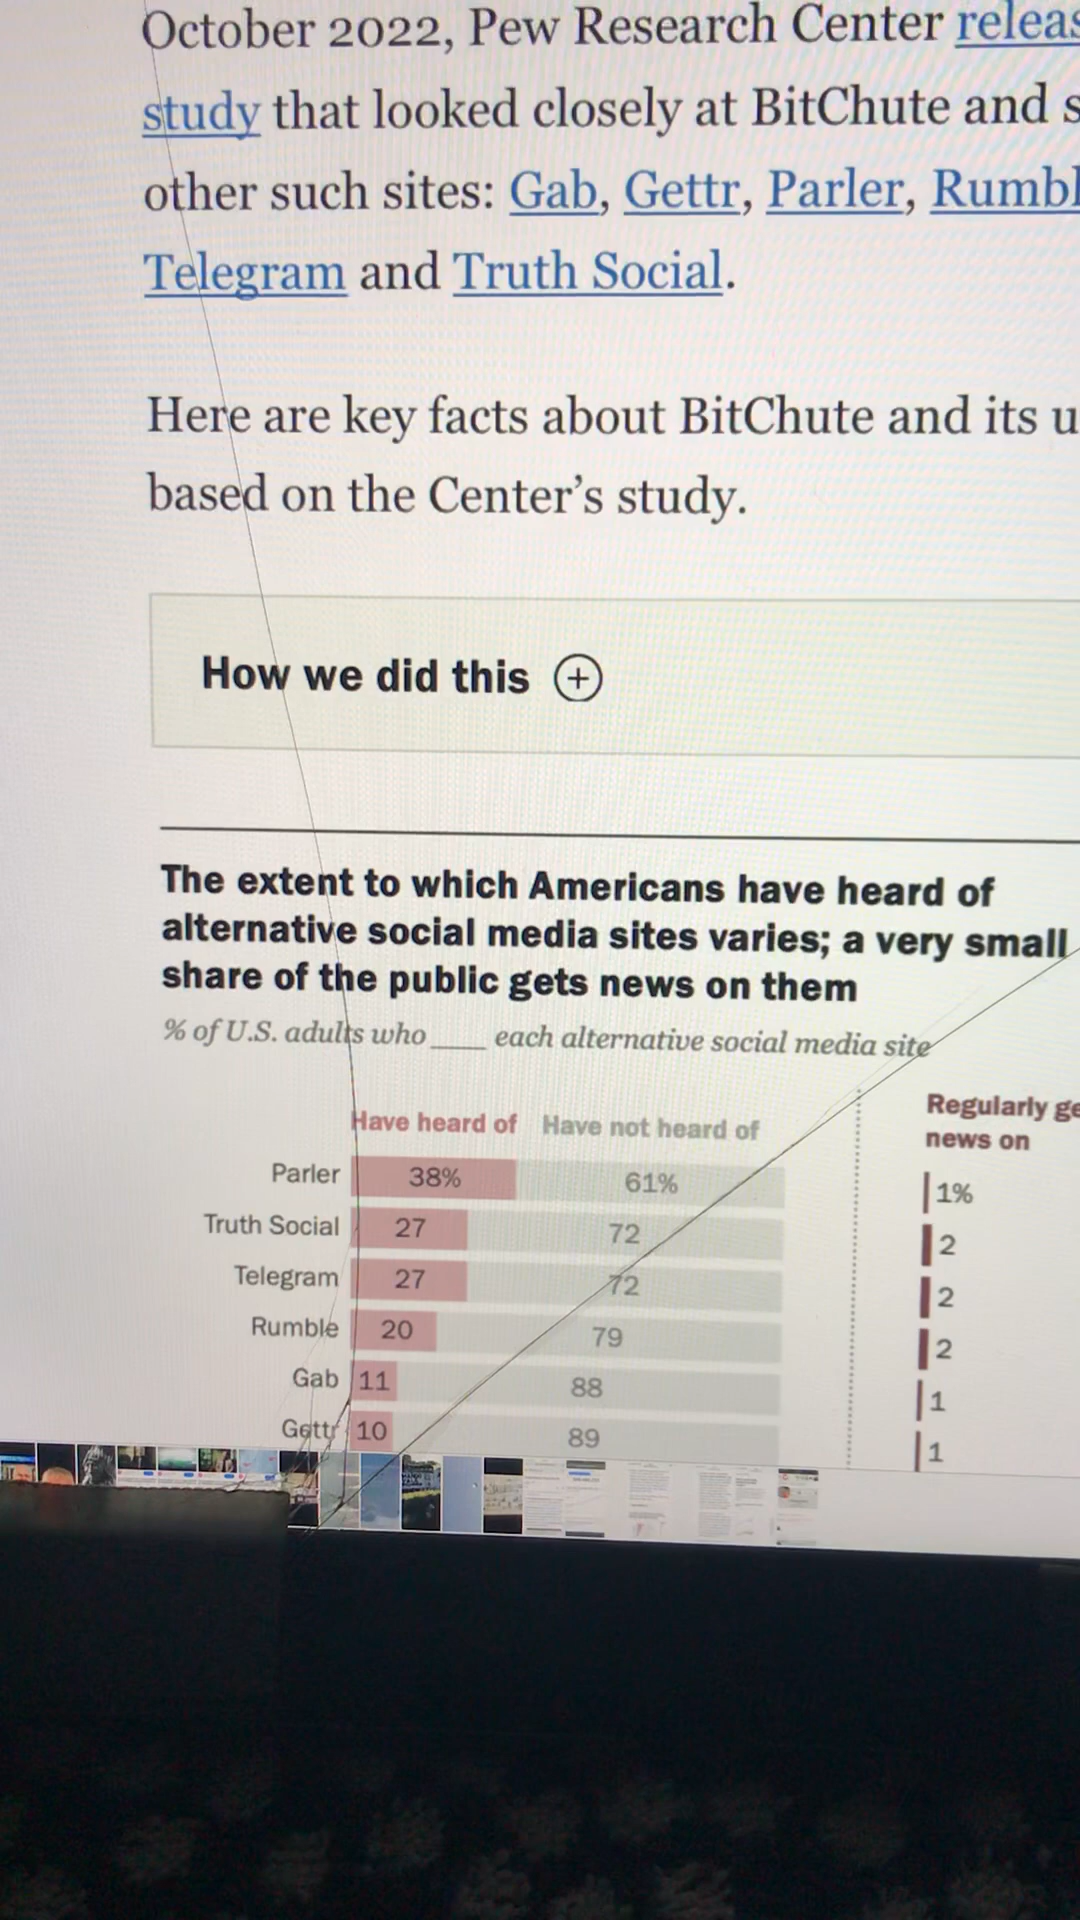 October 2022, Pew Research Center releas
study that looked closely at BitChute and s
other such sites: Gab, Gettr, Parler, Rumbl
Telegram and Truth Social.
Here are key facts about BitChute and its u
based on the Center's study.
How we did this
The extent to which Americans have heard of
alternative social media sites varies; a very small
share of the public gets news on them
% of U.S. adults who ____ each alternative social media site
Have heard of Have not heard of Regularly ge
news on
Parler 38% 61% 1%
Truth Social 27 72 2
Telegram 27 72 2
Rumble 20 79 2
Gab 11 88 1
Gettr 10 89 1